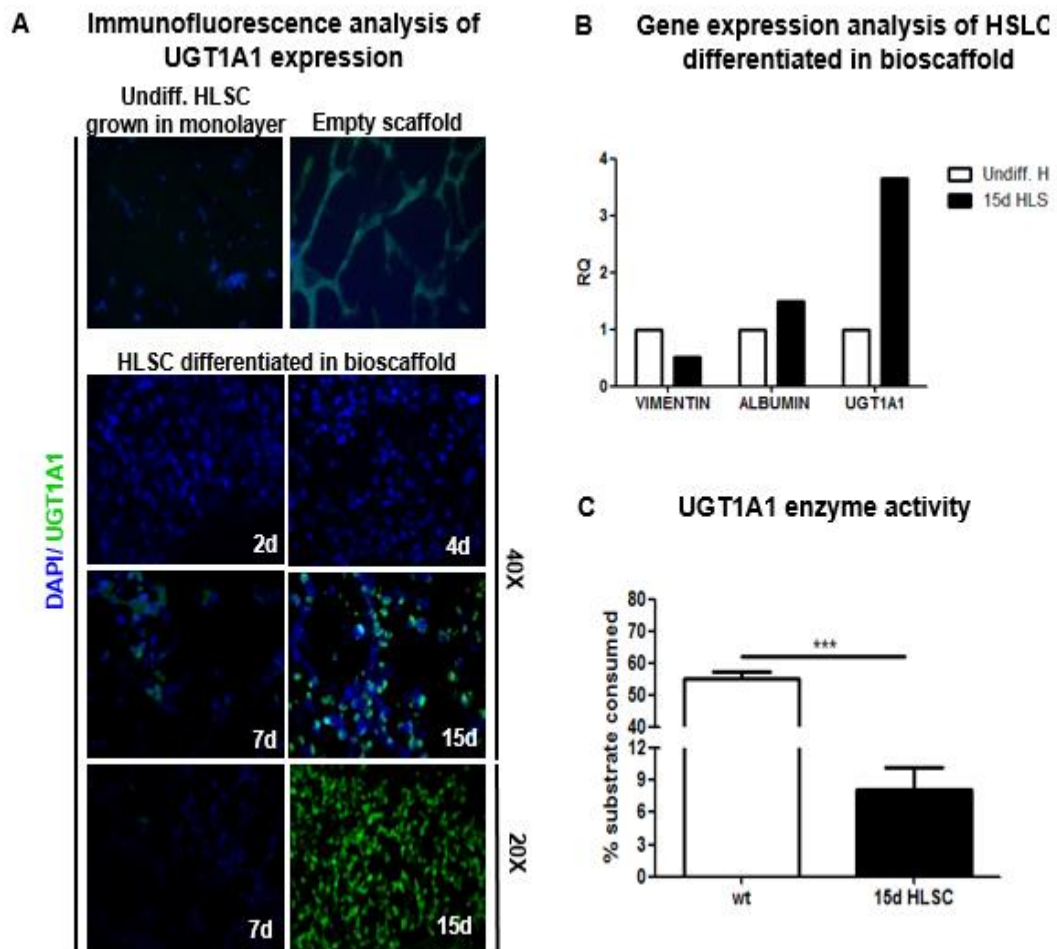 A
Immunofluorescence analysis of
UGT1A1 expression
Undiff. HLSC
grown in monolayer
Empty scaffold
HLSC differentiated in bioscaffold
2d
4d
7d
15d
7d
15d
DAPI/ UGT1A1
40X
20X
B
Gene expression analysis of HSLC
differentiated in bioscaffold
4
3
2
1
0
RQ
VIMENTIN
ALBUMIN
UGT1A1
Undiff. H
15d HLS
C
UGT1A1 enzyme activity
80
70
60
50
40
12
9
6
3
0
% substrate consumed
***
wt
15d HLSC